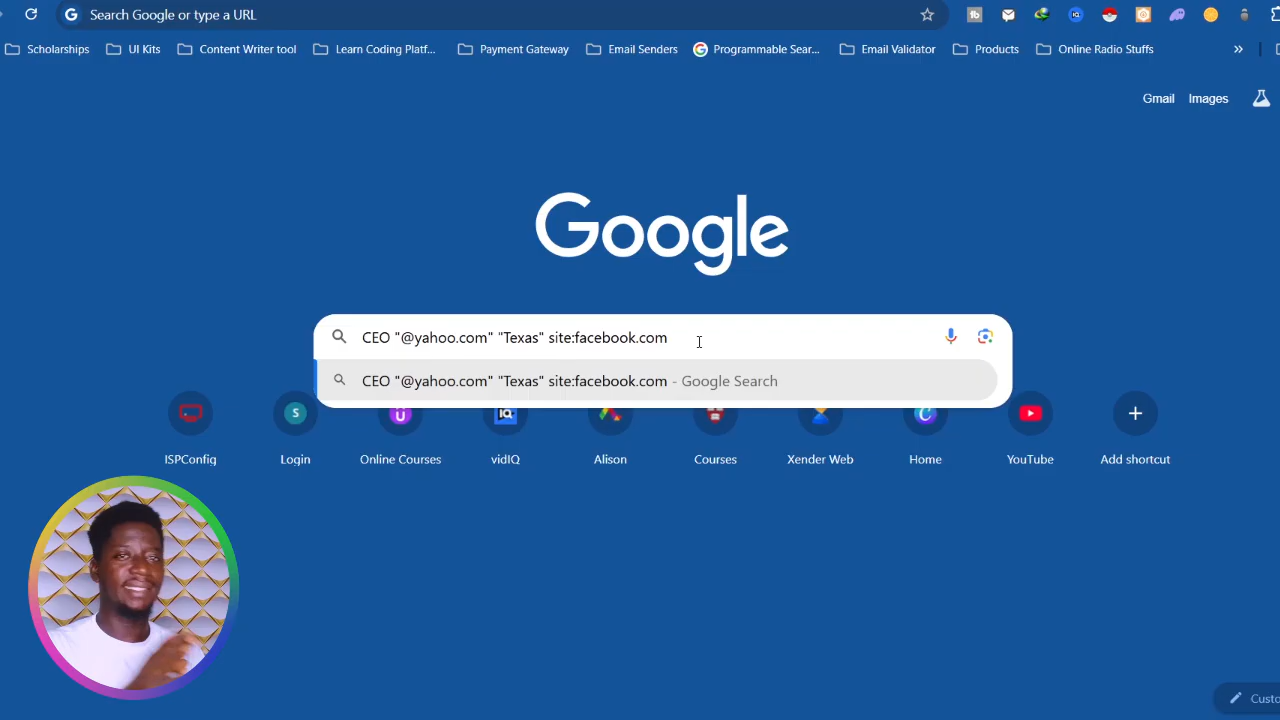 Search Google or type a URL
Scholarships
UI Kits
Content Writer tool
Learn Coding Platf...
Payment Gateway
Email Senders
Programmable Sear...
Email Validator
Products
Online Radio Stuffs
Gmail
Images
Google
CEO "@yahoo.com" "Texas" site:facebook.com
CEO "@yahoo.com" "Texas" site:facebook.com - Google Search
ISPConfig
Login
Online Courses
vidIQ
Alison
Courses
Xender Web
Home
YouTube
Add shortcut
Custo